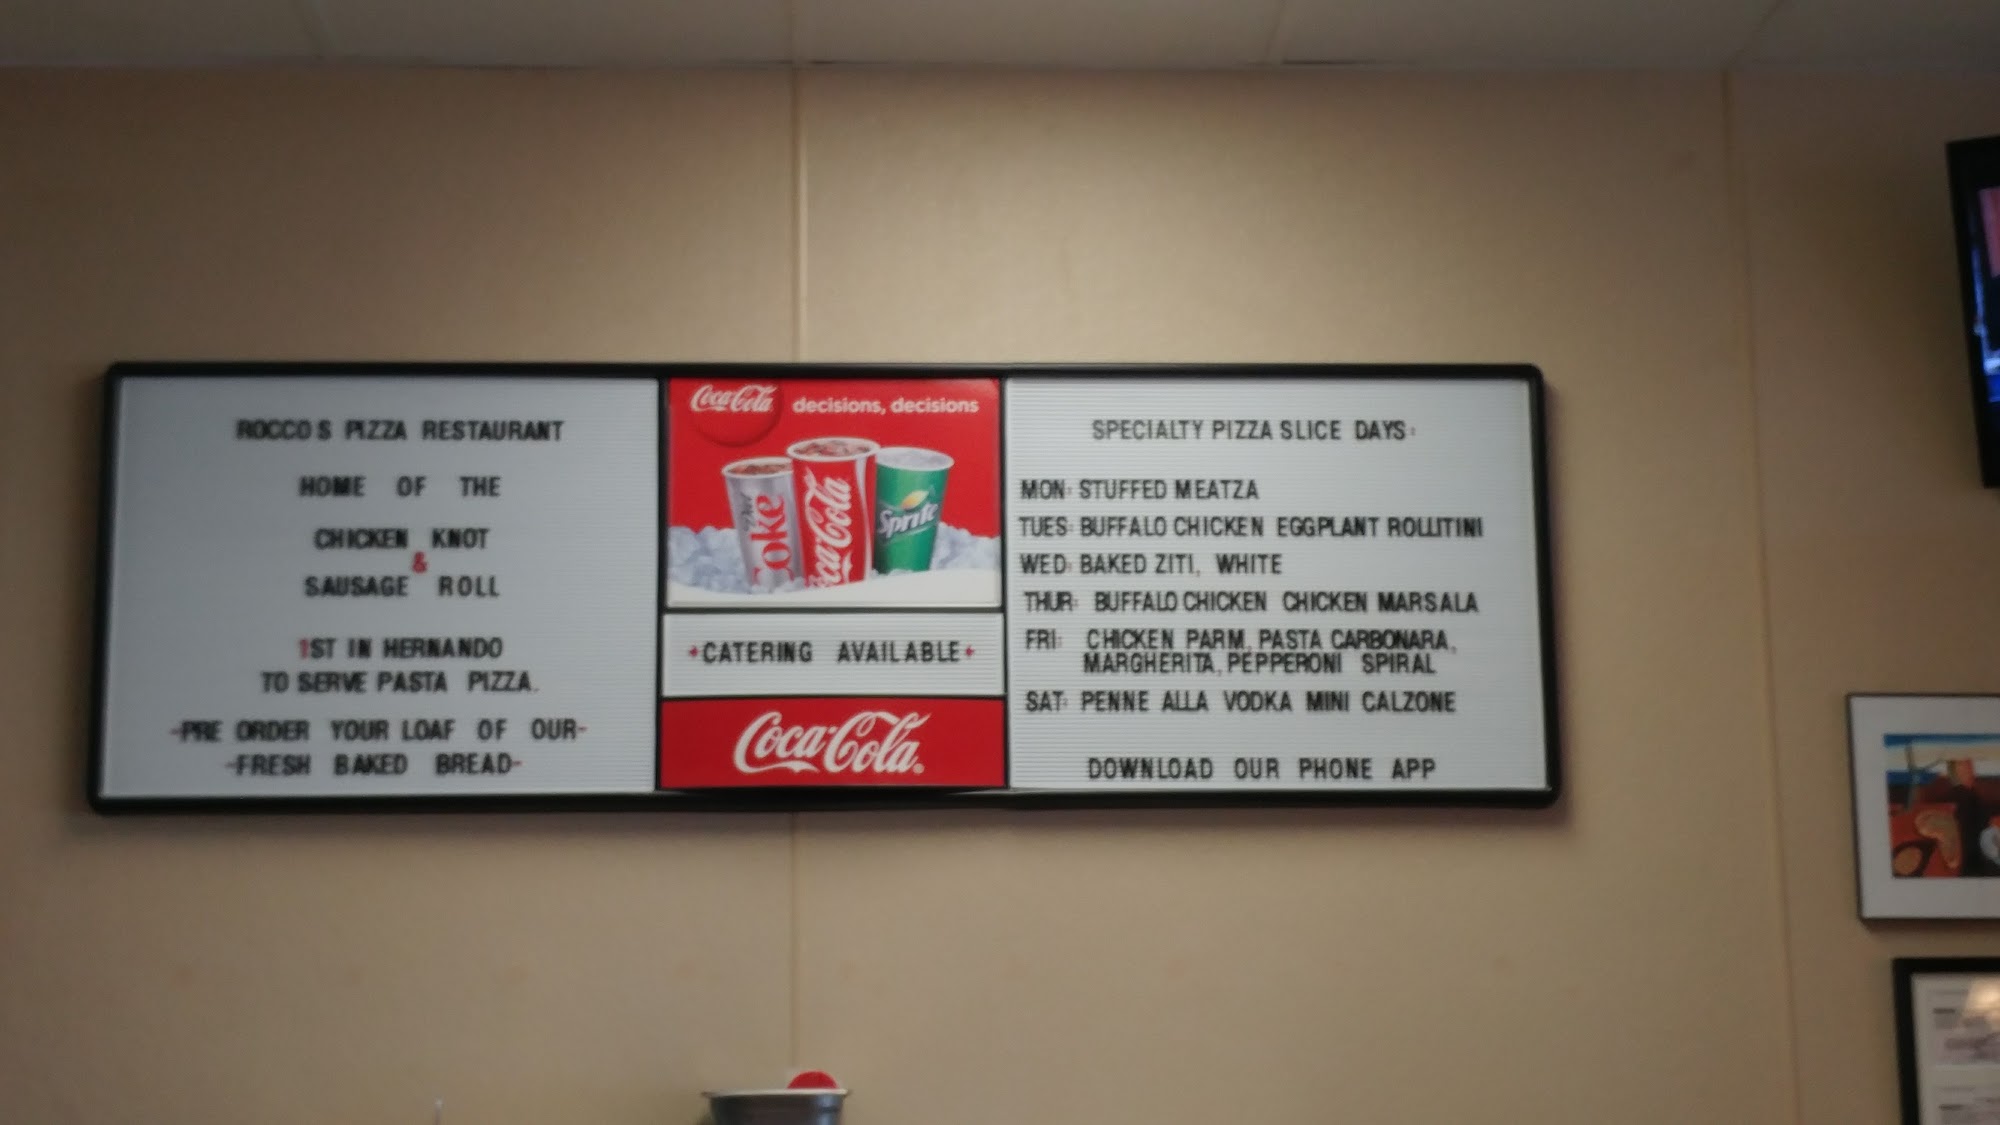 ROCCO S PIZZA RESTAURANT
HOME OF THE
CHICKEN KNOT
&
SAUSAGE ROLL
1ST IN HERNANDO
TO SERVE PASTA PIZZA.
-PRE ORDER YOUR LOAF OF OUR-
-FRESH BAKED BREAD-
Coca-Cola
decisions, decisions
Diet Coke
Coca-Cola
Sprite
CATERING AVAILABLE
Coca-Cola
SPECIALTY PIZZA SLICE DAYS:
MON: STUFFED MEATZA
TUES: BUFFALO CHICKEN EGGPLANT ROLLITINI
WED: BAKED ZITI, WHITE
THUR: BUFFALO CHICKEN CHICKEN MARSALA
FRI: CHICKEN PARM, PASTA CARBONARA,
MARGHERITA, PEPPERONI SPIRAL
SAT: PENNE ALLA VODKA MINI CALZONE
DOWNLOAD OUR PHONE APP